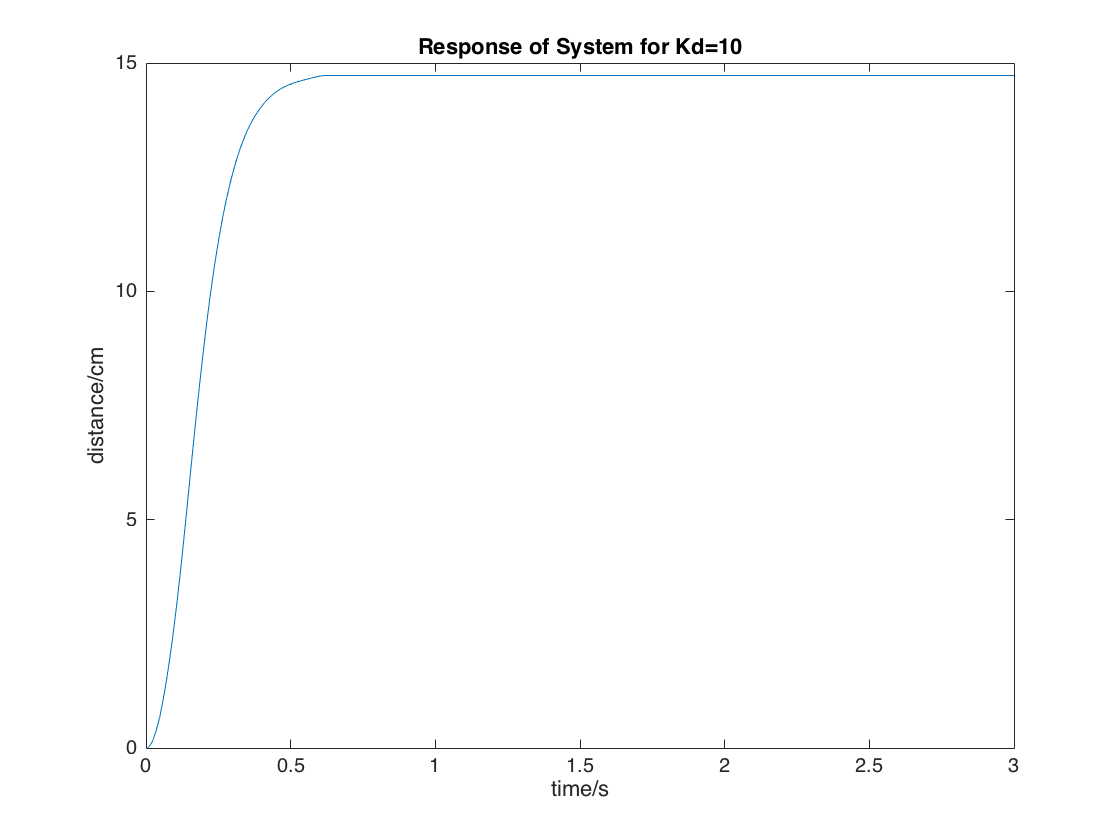 Response of System for Kd=10
15
10
5
0
distance/cm
0 0.5 1 1.5 2 2.5 3
time/s